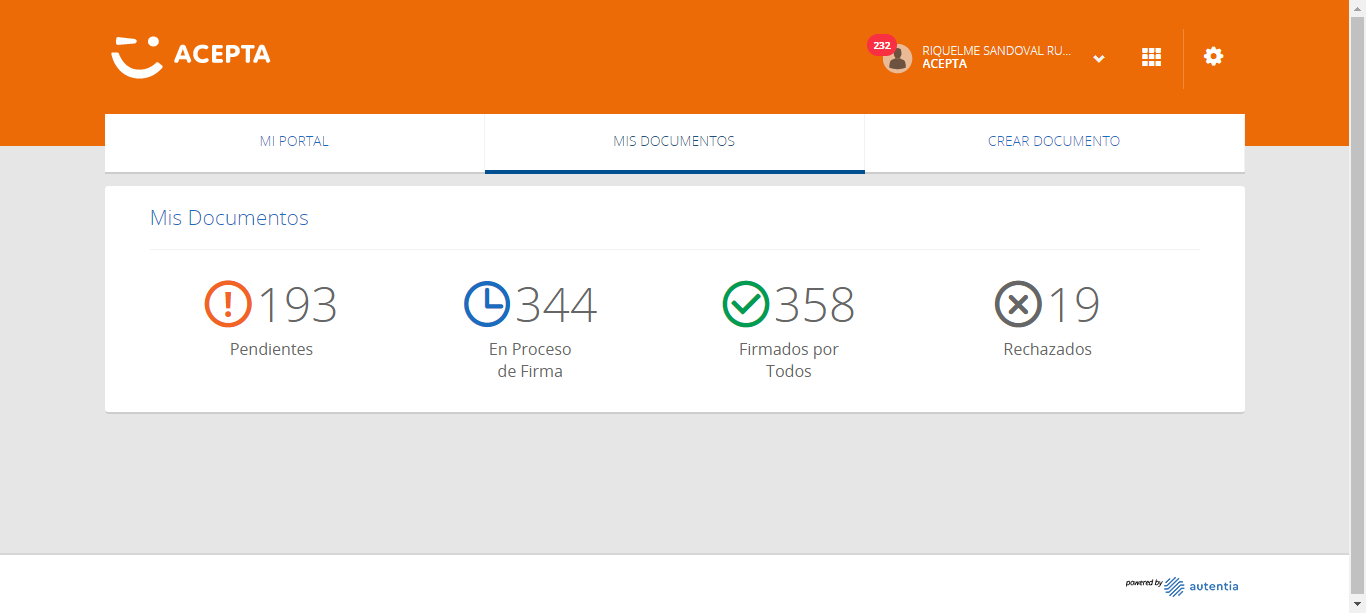 ACEPTA
232
RIQUELME SANDOVAL RU...
ACEPTA
MI PORTAL
MIS DOCUMENTOS
CREAR DOCUMENTO
Mis Documentos
193
Pendientes
344
En Proceso
de Firma
358
Firmados por
Todos
19
Rechazados
powered by autentia